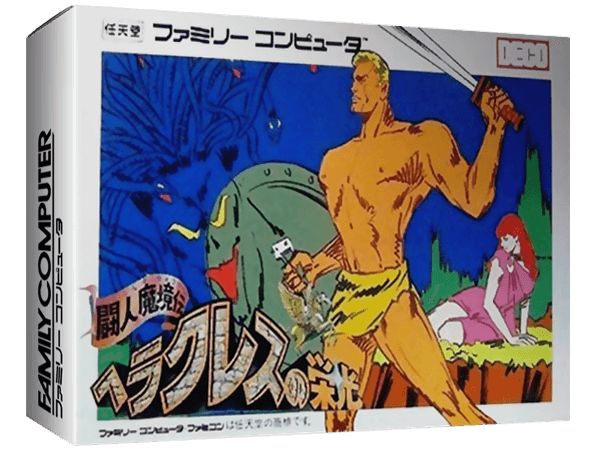 任天堂 ファミリー コンピュータ™
DECO
FAMILY COMPUTER
ファミリー コンピュータ
闘人魔境伝
ヘラクレスの栄光
ファミリー コンピュータ・ファミコンは任天堂の商標です。